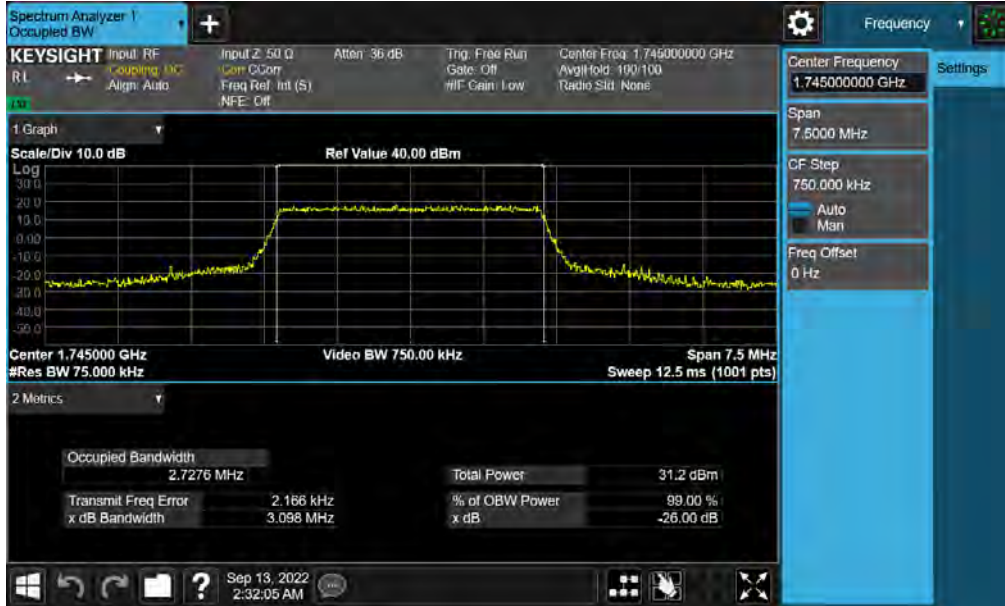 Spectrum Analyzer 1
Occupied BW
+
Frequency
KEYSIGHT
Input: RF
Coupling: DC
Align: Auto
Input Z: 50 Ω
Corr CCorr
Freq Ref: Int (S)
NFE: Off
Atten: 36 dB
Trig: Free Run
Gate: Off
#IF Gain: Low
Center Freq: 1.745000000 GHz
Avg|Hold: 100/100
Radio Std: None
R L
Center Frequency
1.745000000 GHz
Settings
Span
7.5000 MHz
CF Step
750.000 kHz
Auto
Man
Freq Offset
0 Hz
1 Graph
Scale/Div 10.0 dB
Ref Value 40.00 dBm
Log
30.0
20.0
10.0
0.00
-10.0
-20.0
-30.0
-40.0
-50.0
Center 1.745000 GHz
Video BW 750.00 kHz
Span 7.5 MHz
#Res BW 75.000 kHz
Sweep 12.5 ms (1001 pts)
2 Metrics
Occupied Bandwidth
2.7276 MHz
Total Power
31.2 dBm
Transmit Freq Error
2.166 kHz
% of OBW Power
99.00 %
x dB Bandwidth
3.098 MHz
x dB
-26.00 dB
?
Sep 13, 2022
2:32:05 AM